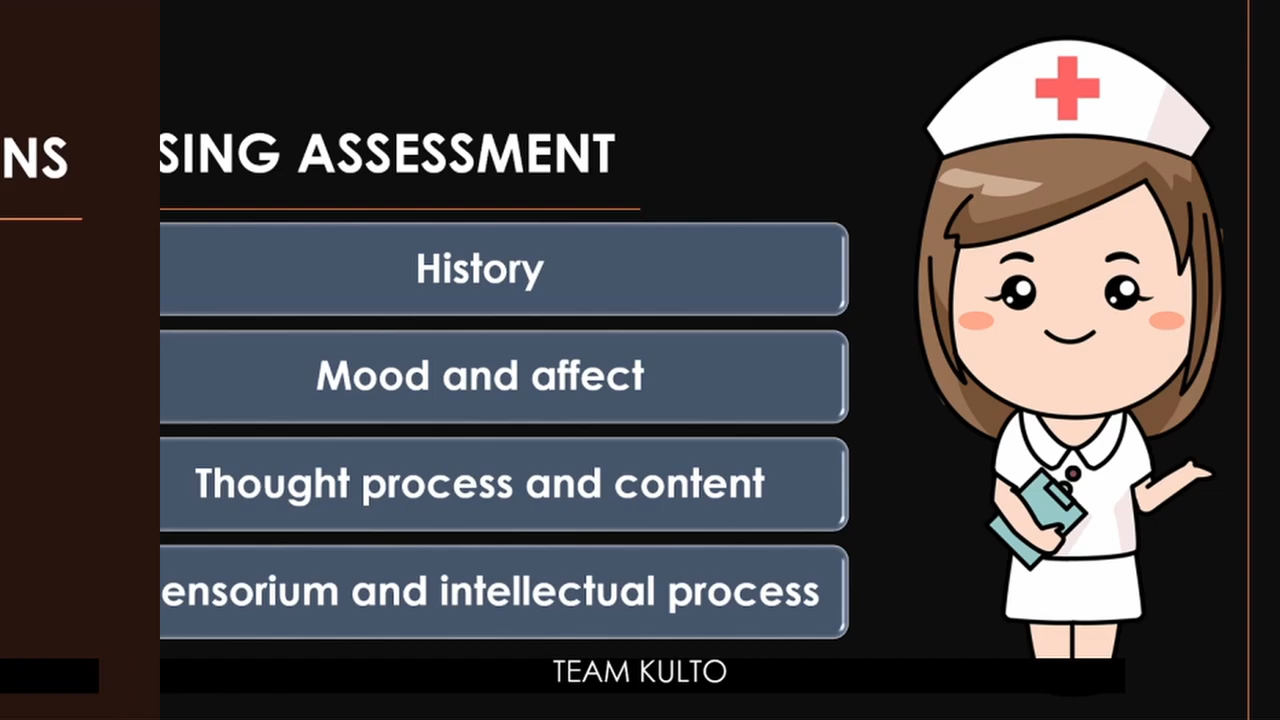 NS
SING ASSESSMENT
History
Mood and affect
Thought process and content
ensorium and intellectual process
TEAM KULTO